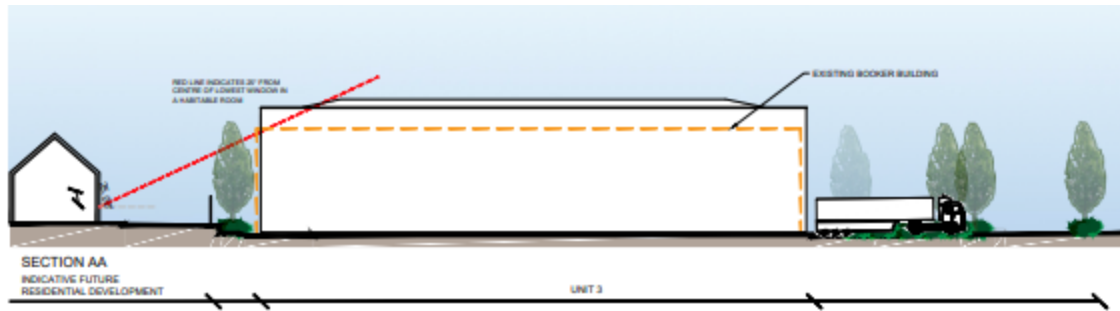 RED LINE INDICATES 25° FROM
CENTRE OF LOWEST WINDOW IN
A HABITABLE ROOM
EXISTING BOOKER BUILDING
SECTION AA
INDICATIVE FUTURE
RESIDENTIAL DEVELOPMENT
UNIT 3